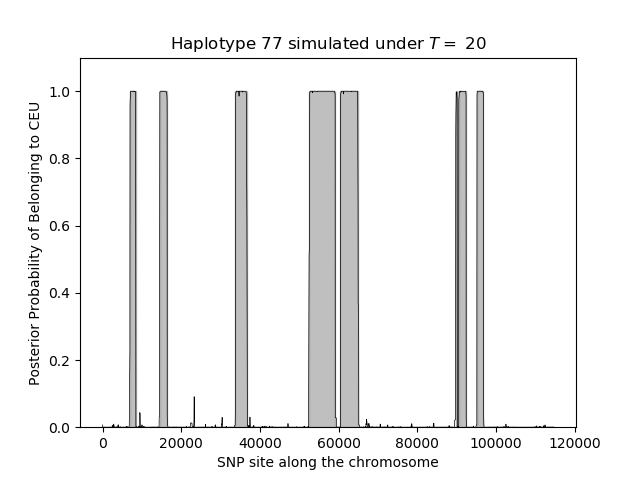 Haplotype 77 simulated under T = 20
Posterior Probability of Belonging to CEU
1.0
0.8
0.6
0.4
0.2
0.0
0 20000 40000 60000 80000 100000 120000
SNP site along the chromosome